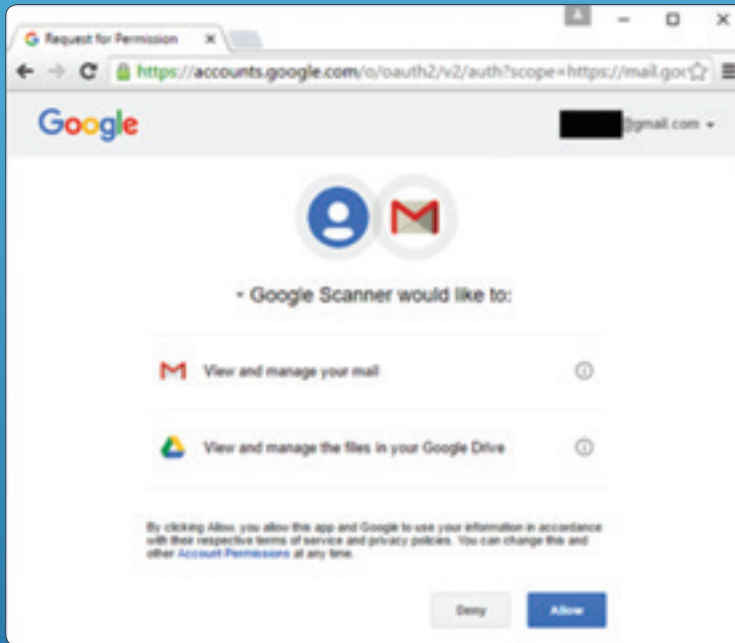 Request for Permission
https://accounts.google.com/o/oauth2/v2/auth?scope=https://mail.goo
Google
@gmail.com
Google Scanner would like to:
View and manage your mail
View and manage the files in your Google Drive
By clicking Allow, you allow this app and Google to use your information in accordance
with their respective terms of service and privacy policies. You can change this and
other Account Permissions at any time.
Deny
Allow